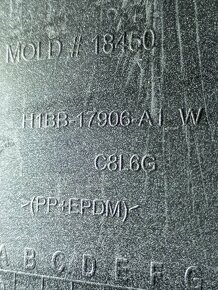 MOLD # 18450
H1BB-17906-A1 W
C8L6G
>(PP+EPDM)<
A B C D E F G